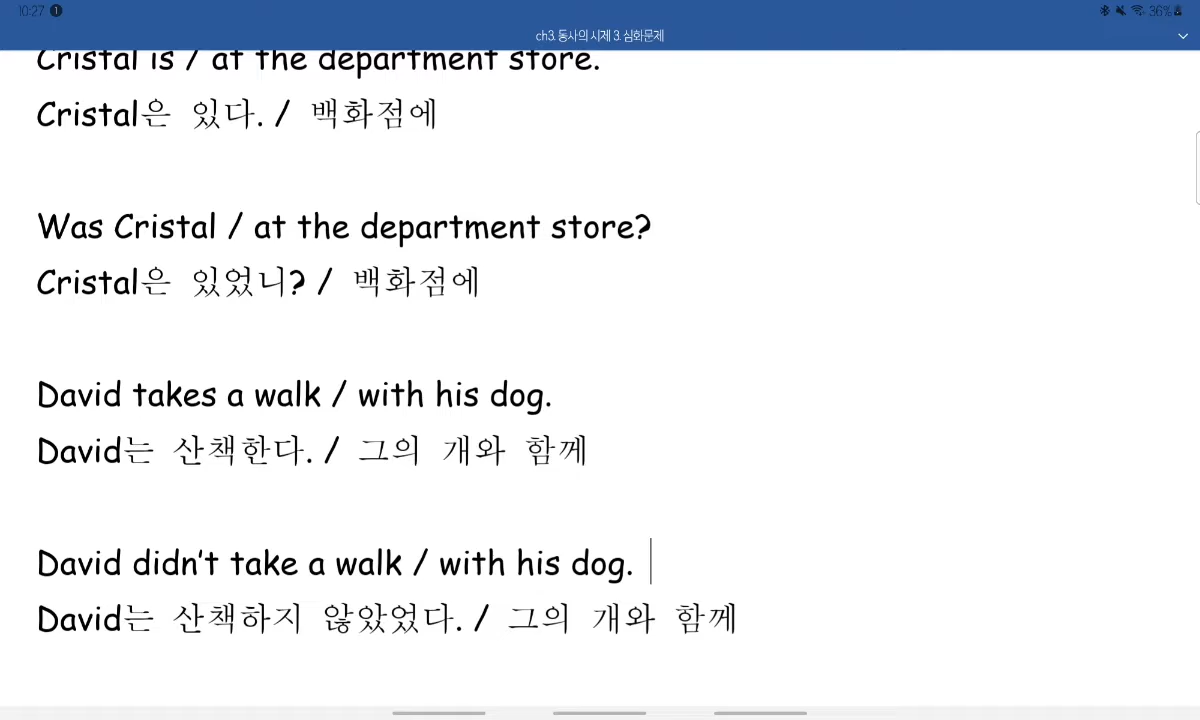 10:27 1 36%
ch3. 동사의 시제 3. 심화문제
Cristal is / at the department store.
Cristal은 있다. / 백화점에
Was Cristal / at the department store?
Cristal은 있었니? / 백화점에
David takes a walk / with his dog.
David는 산책한다. / 그의 개와 함께
David didn't take a walk / with his dog.
David는 산책하지 않았었다. / 그의 개와 함께